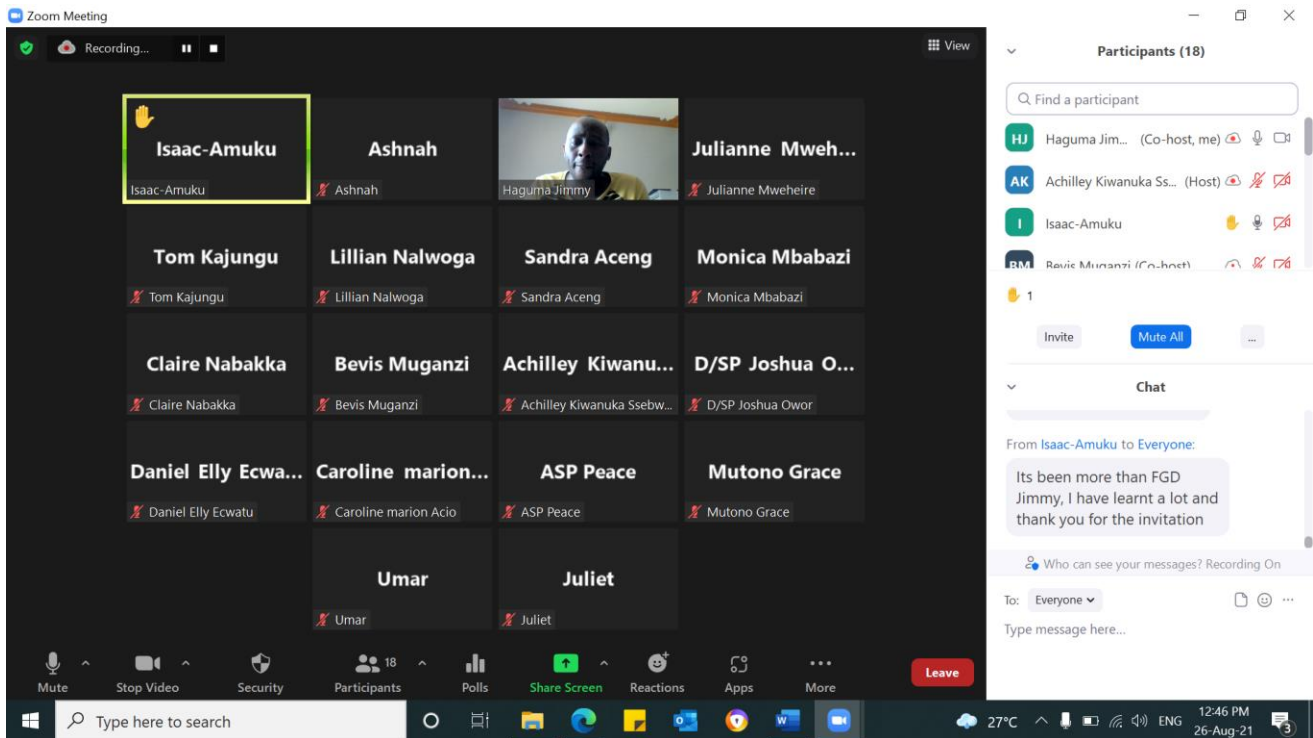 Zoom Meeting
Recording...
View
Isaac-Amuku
Isaac-Amuku
Ashnah
Ashnah
Haguma Jimmy
Julianne Mweh...
Julianne Mweheire
Tom Kajungu
Tom Kajungu
Lillian Nalwoga
Lillian Nalwoga
Sandra Aceng
Sandra Aceng
Monica Mbabazi
Monica Mbabazi
Claire Nabakka
Claire Nabakka
Bevis Muganzi
Bevis Muganzi
Achilley Kiwanu...
Achilley Kiwanuka Ssebw...
D/SP Joshua O...
D/SP Joshua Owor
Daniel Elly Ecwa...
Daniel Elly Ecwatu
Caroline marion...
Caroline marion Acio
ASP Peace
ASP Peace
Mutono Grace
Mutono Grace
Umar
Umar
Juliet
Juliet
Mute
Stop Video
Security
18
Participants
Polls
Share Screen
Reactions
Apps
More
Leave
Participants (18)
Find a participant
HJ Haguma Jim... (Co-host, me)
AK Achilley Kiwanuka Ss... (Host)
I Isaac-Amuku
BM Bevis Muganzi (Co-host)
1
Invite Mute All ...
Chat
From Isaac-Amuku to Everyone:
Its been more than FGD
Jimmy, I have learnt a lot and
thank you for the invitation
Who can see your messages? Recording On
To: Everyone
Type message here...
Type here to search
27°C ENG 12:46 PM
26-Aug-21
3